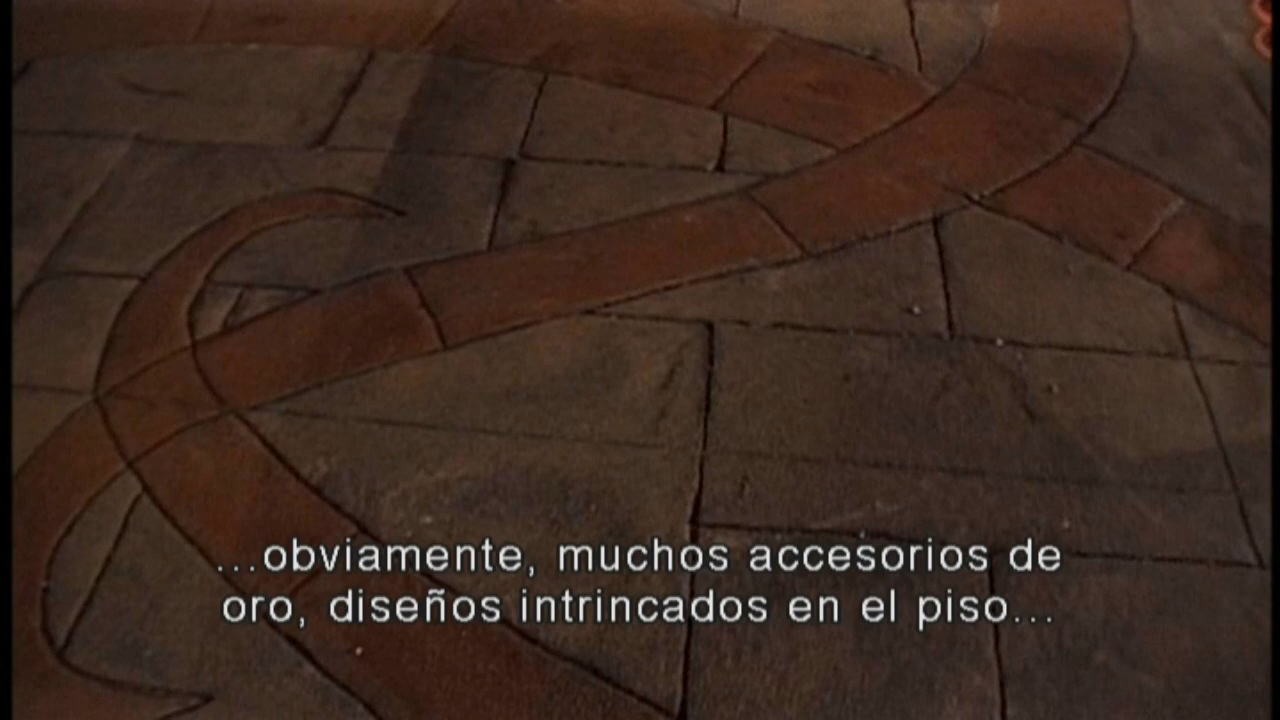 ...obviamente, muchos accesorios de
oro, diseños intrincados en el piso...